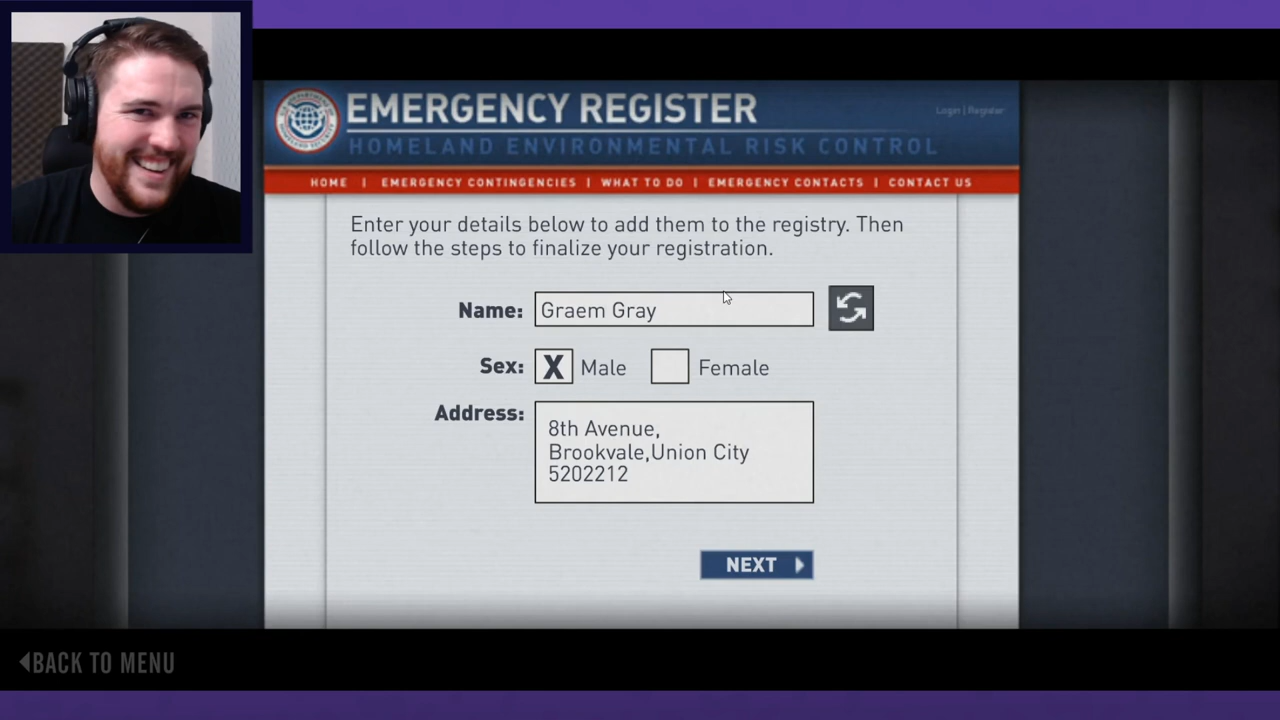 EMERGENCY REGISTER
Login | Register
HOMELAND ENVIRONMENTAL RISK CONTROL
HOME | EMERGENCY CONTINGENCIES | WHAT TO DO | EMERGENCY CONTACTS | CONTACT US
Enter your details below to add them to the registry. Then
follow the steps to finalize your registration.
Name: Graem Gray
Sex: X Male Female
Address:
8th Avenue,
Brookvale,Union City
5202212
NEXT
BACK TO MENU